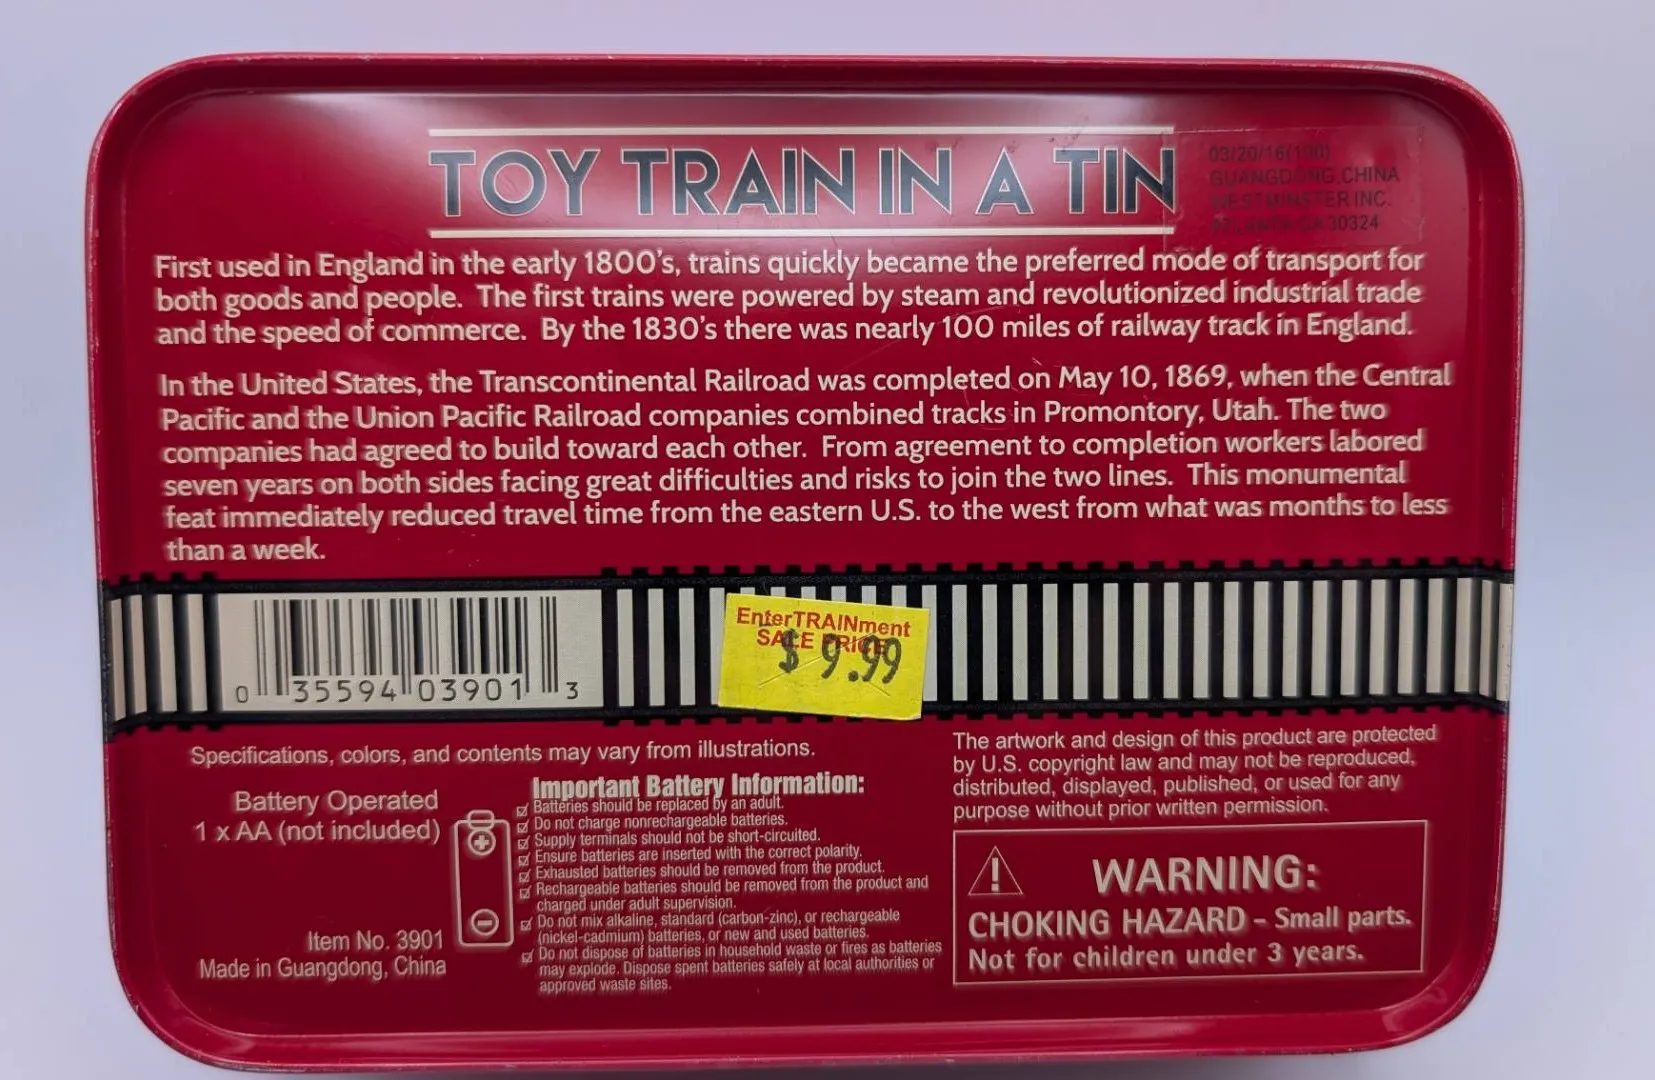 TOY TRAIN IN A TIN
03/20/16(190)
GUANGDONG,CHINA
WESTMINSTER INC.
ATLANTA GA 30324
First used in England in the early 1800's, trains quickly became the preferred mode of transport for
both goods and people. The first trains were powered by steam and revolutionized industrial trade
and the speed of commerce. By the 1830's there was nearly 100 miles of railway track in England.
In the United States, the Transcontinental Railroad was completed on May 10, 1869, when the Central
Pacific and the Union Pacific Railroad companies combined tracks in Promontory, Utah. The two
companies had agreed to build toward each other. From agreement to completion workers labored
seven years on both sides facing great difficulties and risks to join the two lines. This monumental
feat immediately reduced travel time from the eastern U.S. to the west from what was months to less
than a week.
0 35594 03901 3
EnterTRAINment
SALE PRICE
$ 9.99
Specifications, colors, and contents may vary from illustrations.
Battery Operated
1 x AA (not included)
Item No. 3901
Made in Guangdong, China
Important Battery Information:
Batteries should be replaced by an adult.
Do not charge nonrechargeable batteries.
Supply terminals should not be short-circuited.
Ensure batteries are inserted with the correct polarity.
Exhausted batteries should be removed from the product.
Rechargeable batteries should be removed from the product and
charged under adult supervision.
Do not mix alkaline, standard (carbon-zinc), or rechargeable
(nickel-cadmium) batteries, or new and used batteries.
Do not dispose of batteries in household waste or fires as batteries
may explode. Dispose spent batteries safely at local authorities or
approved waste sites.
The artwork and design of this product are protected
by U.S. copyright law and may not be reproduced,
distributed, displayed, published, or used for any
purpose without prior written permission.
WARNING:
CHOKING HAZARD - Small parts.
Not for children under 3 years.